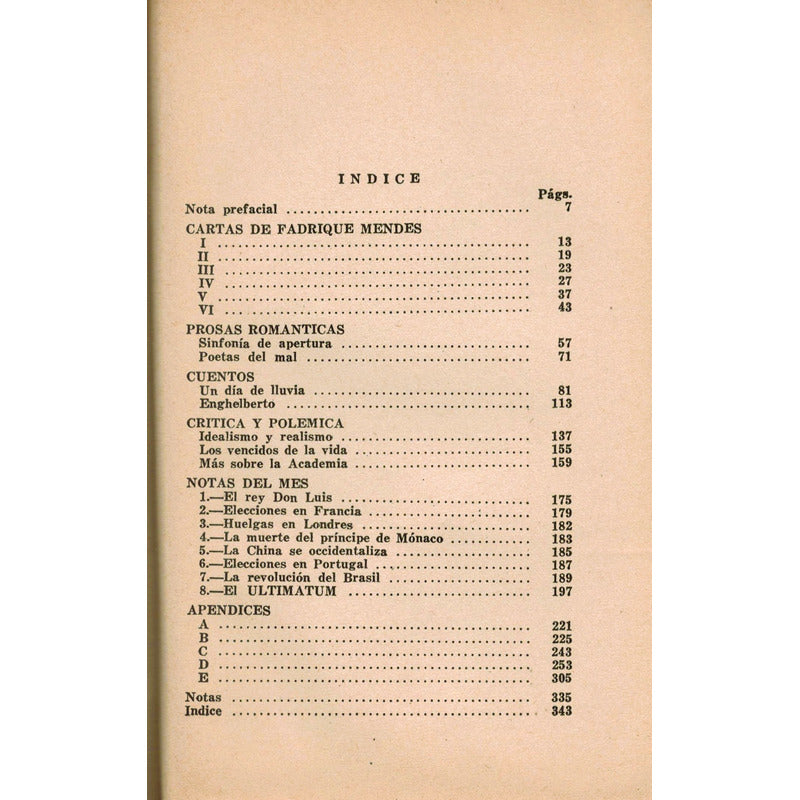 INDICE
Págs.
Nota prefacial .................................. 7
CARTAS DE FADRIQUE MENDES
I .......................................... 13
II .......................................... 19
III .......................................... 23
IV .......................................... 27
V .......................................... 37
VI .......................................... 43
PROSAS ROMANTICAS
Sinfonía de apertura .......................... 57
Poetas del mal ................................ 71
CUENTOS
Un día de lluvia .............................. 81
Enghelberto .................................. 113
CRITICA Y POLEMICA
Idealismo y realismo .......................... 137
Los vencidos de la vida ........................ 155
Más sobre la Academia ........................ 159
NOTAS DEL MES
1.—El rey Don Luis .......................... 175
2.—Elecciones en Francia ...................... 179
3.—Huelgas en Londres ........................ 182
4.—La muerte del príncipe de Mónaco ............ 183
5.—La China se occidentaliza .................... 185
6.—Elecciones en Portugal ...................... 187
7.—La revolución del Brasil .................... 189
8.—El ULTIMATUM .......................... 197
APENDICES
A .......................................... 221
B .......................................... 225
C .......................................... 243
D .......................................... 253
E .......................................... 305
Notas .......................................... 335
Indice .......................................... 343